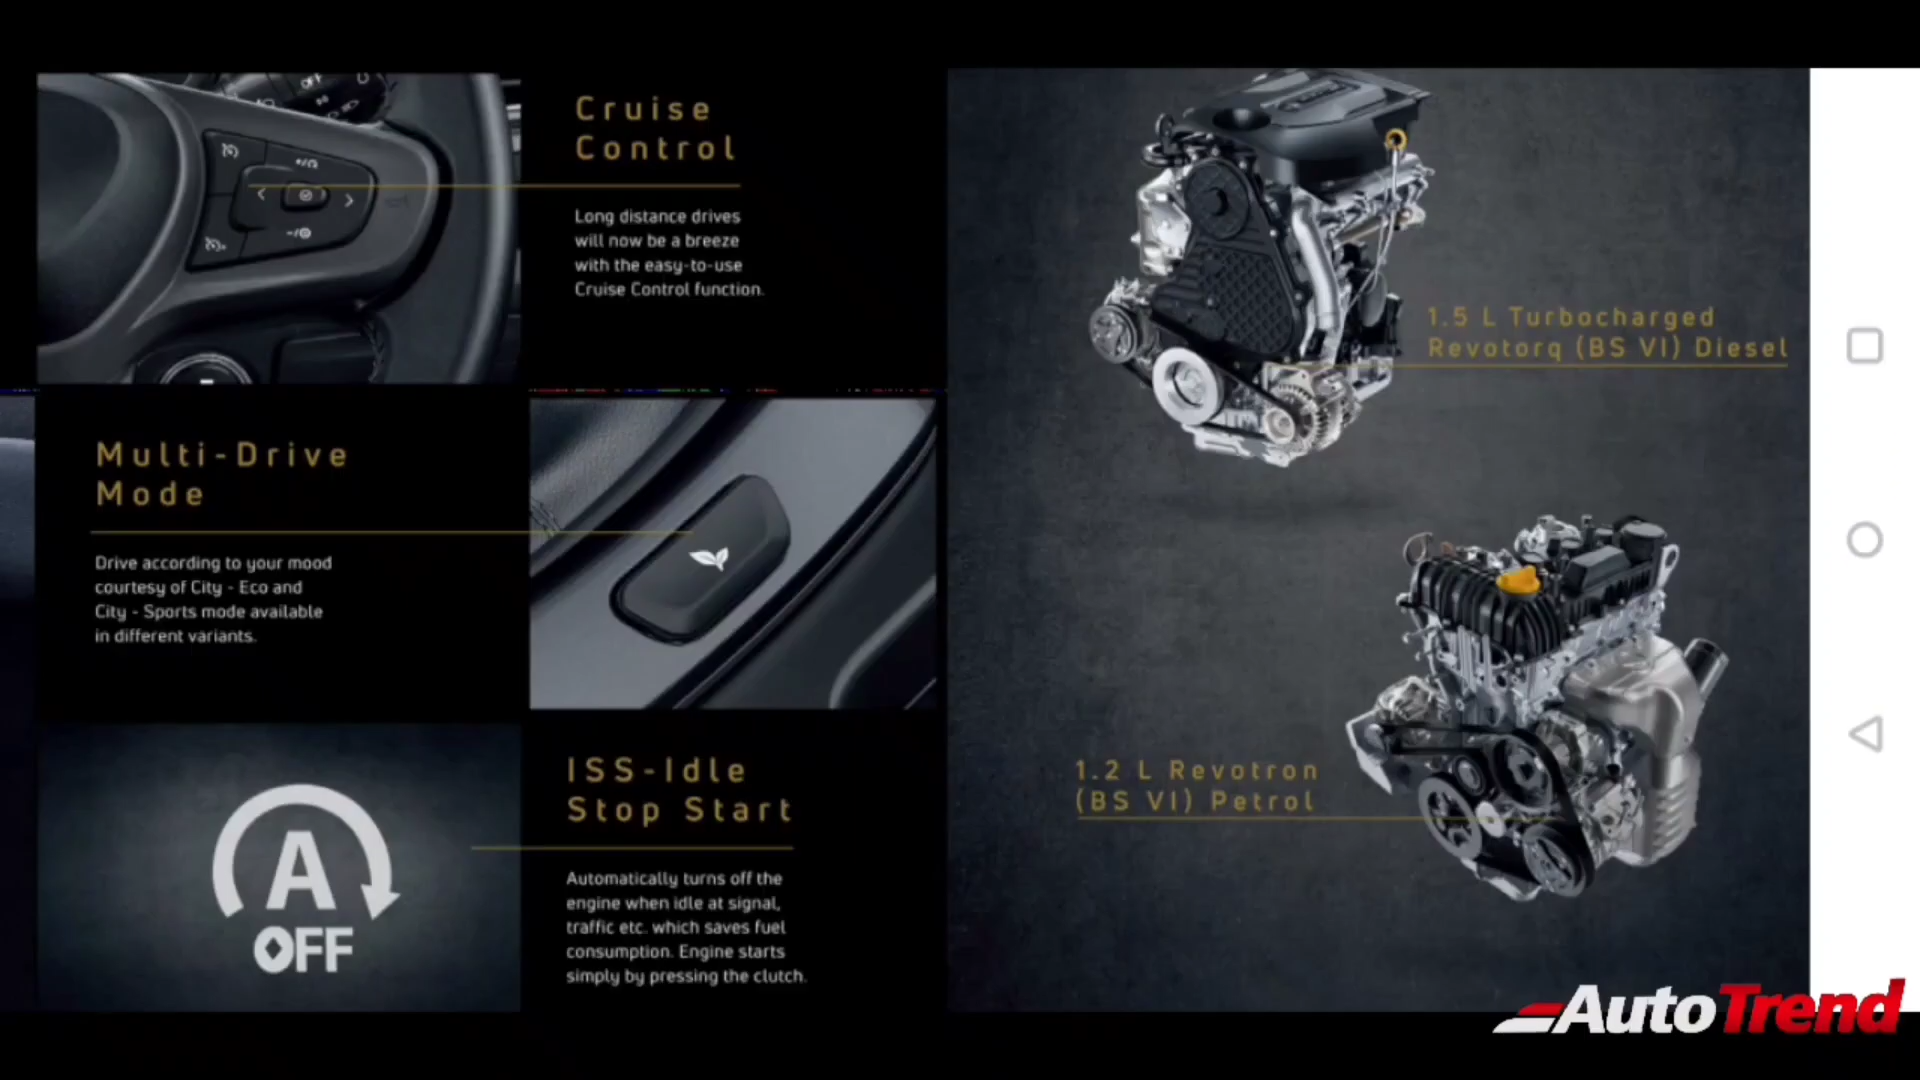 Cruise
Control
Long distance drives
will now be a breeze
with the easy-to-use
Cruise Control function.
Multi-Drive
Mode
Drive according to your mood
courtesy of City - Eco and
City - Sports mode available
in different variants.
A
OFF
ISS-Idle
Stop Start
Automatically turns off the
engine when idle at signal,
traffic etc. which saves fuel
consumption. Engine starts
simply by pressing the clutch.
1.5 L Turbocharged
Revotorq (BS VI) Diesel
1.2 L Revotron
(BS VI) Petrol
AutoTrend